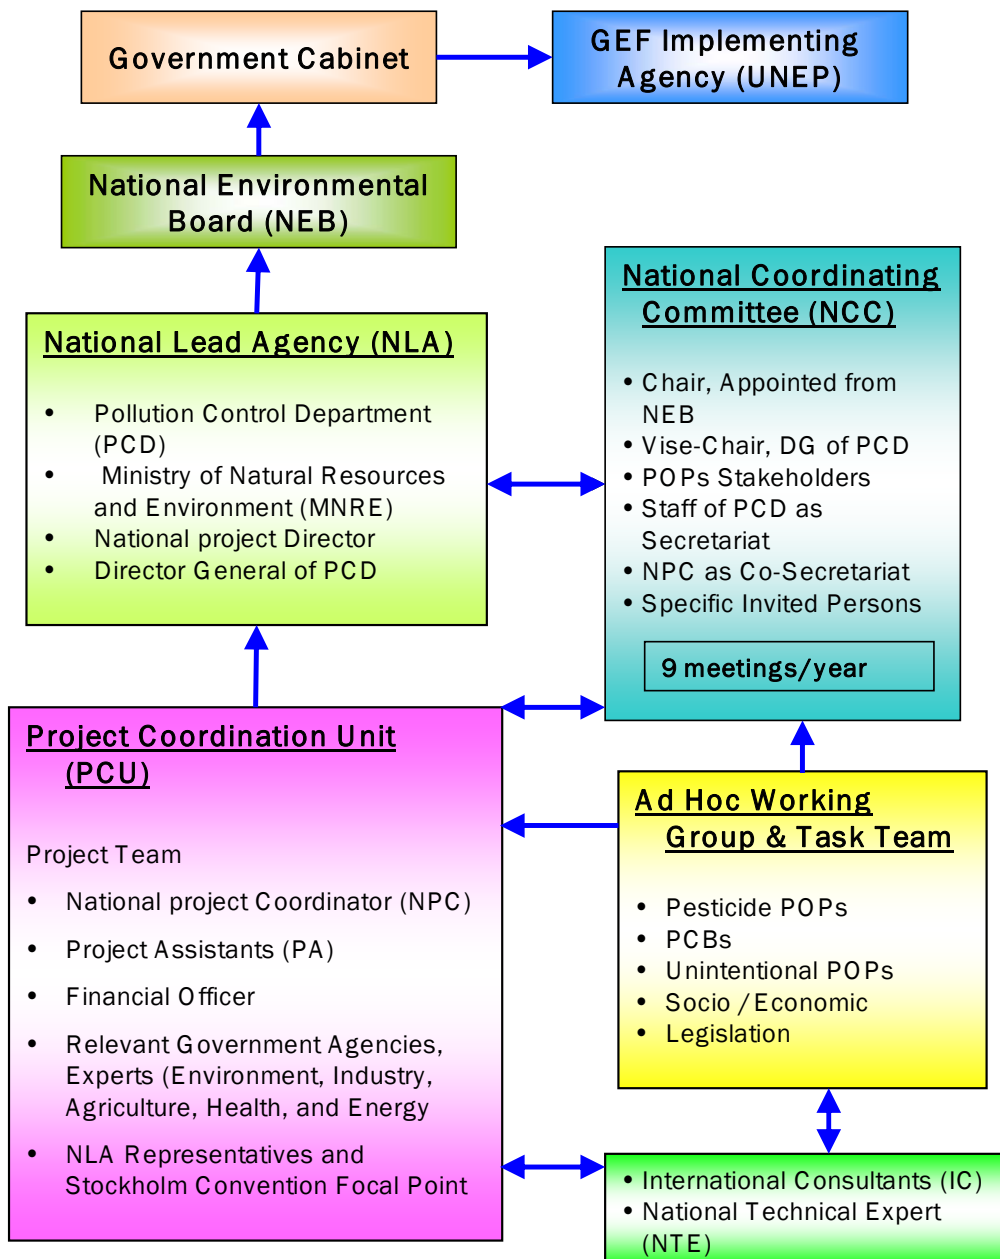 Government Cabinet
GEF Implementing
Agency (UNEP)
National Environmental
Board (NEB)
National Lead Agency (NLA)
• Pollution Control Department
(PCD)
• Ministry of Natural Resources
and Environment (MNRE)
• National project Director
• Director General of PCD
National Coordinating
Committee (NCC)
• Chair, Appointed from
NEB
• Vise-Chair, DG of PCD
• POPs Stakeholders
• Staff of PCD as
Secretariat
• NPC as Co-Secretariat
• Specific Invited Persons
9 meetings/year
Project Coordination Unit
(PCU)
Project Team
• National project Coordinator (NPC)
• Project Assistants (PA)
• Financial Officer
• Relevant Government Agencies,
Experts (Environment, Industry,
Agriculture, Health, and Energy
• NLA Representatives and
Stockholm Convention Focal Point
Ad Hoc Working
Group & Task Team
• Pesticide POPs
• PCBs
• Unintentional POPs
• Socio /Economic
• Legislation
• International Consultants (IC)
• National Technical Expert
(NTE)